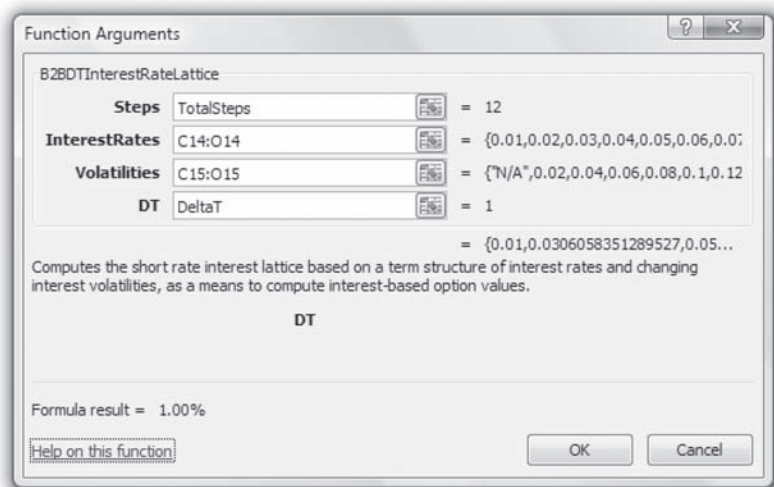 Function Arguments
B2BDTInterestRateLattice
Steps TotalSteps = 12
InterestRates C14:O14 = {0.01,0.02,0.03,0.04,0.05,0.06,0.07
Volatilities C15:O15 = {"N/A",0.02,0.04,0.06,0.08,0.1,0.12
DT DeltaT = 1
= {0.01,0.0306058351289527,0.05...
Computes the short rate interest lattice based on a term structure of interest rates and changing
interest volatilities, as a means to compute interest-based option values.
DT
Formula result = 1.00%
Help on this function
OK Cancel